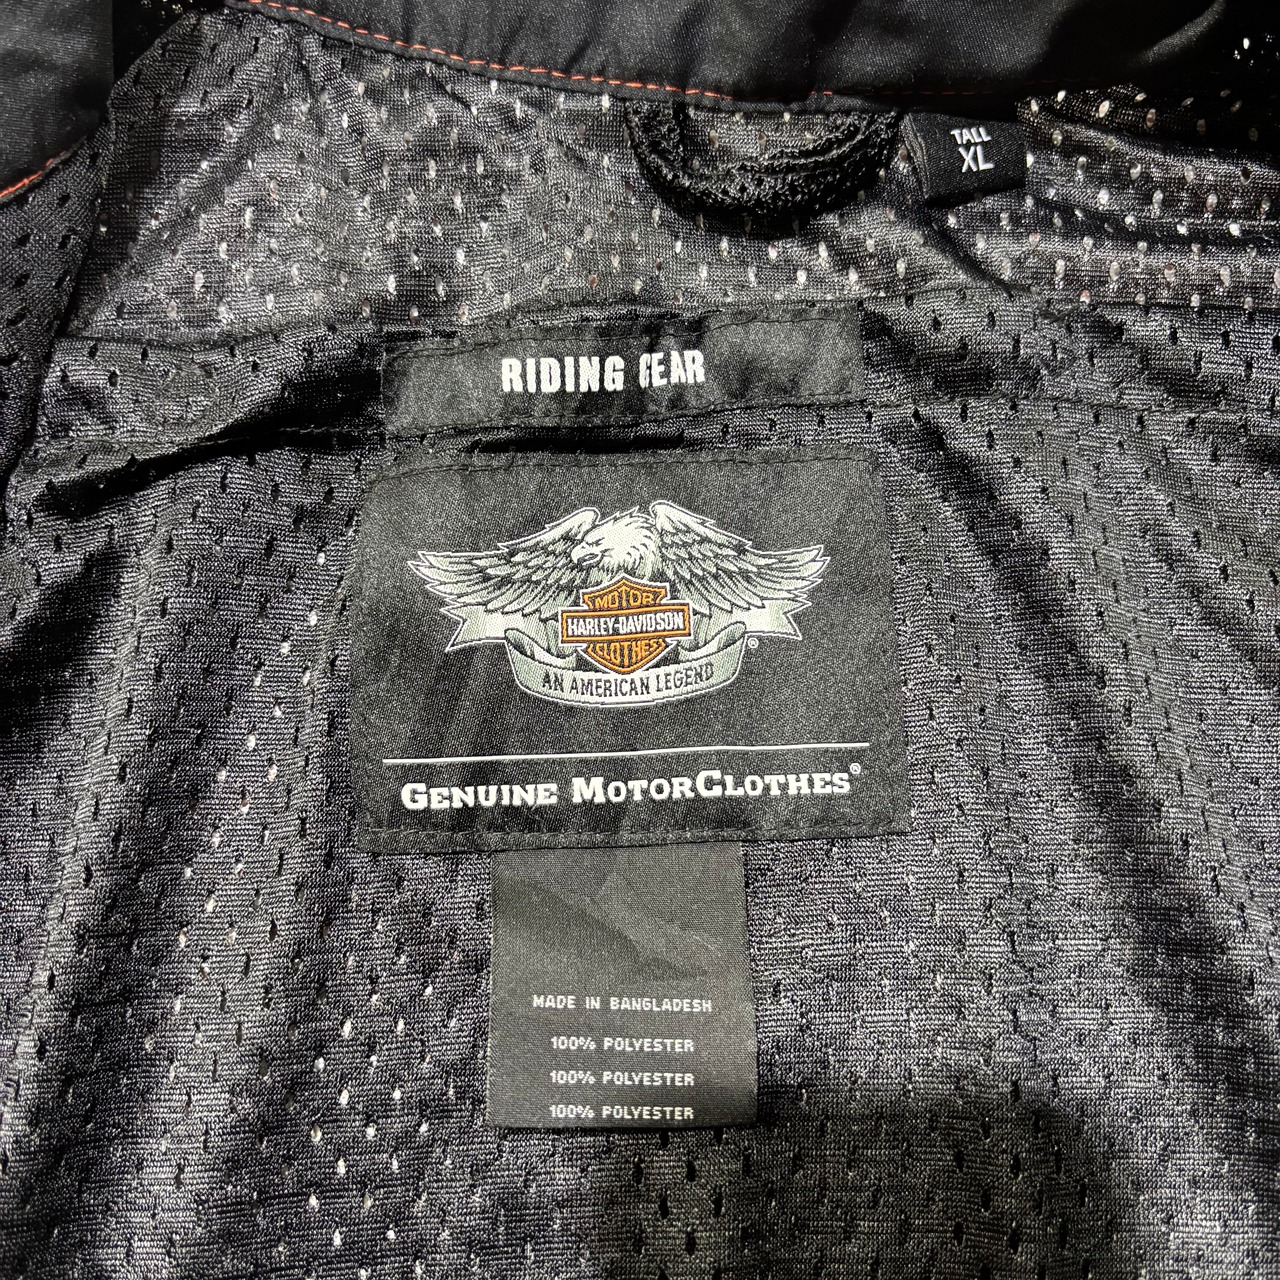 TALL
XL
RIDING GEAR
MOTOR
HARLEY-DAVIDSON
CLOTHES
®
AN AMERICAN LEGEND
GENUINE MOTORCLOTHES®
MADE IN BANGLADESH
100% POLYESTER
100% POLYESTER
100% POLYESTER